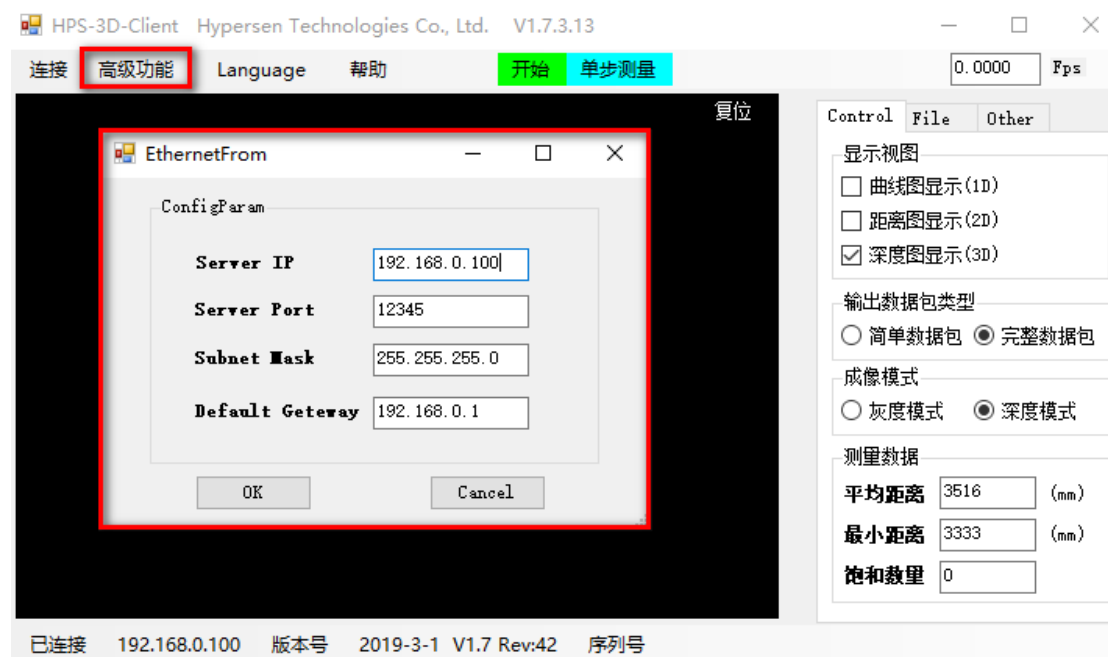 HPS-3D-Client Hypersen Technologies Co., Ltd. V1.7.3.13
连接 高级功能 Language 帮助 开始 单步测量 0.0000 Fps
复位
EthernetFrom
ConfigParam
Server IP 192.168.0.100
Server Port 12345
Subnet Mask 255.255.255.0
Default Geteway 192.168.0.1
OK Cancel
Control File Other
显示视图
曲线图显示(1D)
距离图显示(2D)
深度图显示(3D)
输出数据包类型
简单数据包 完整数据包
成像模式
灰度模式 深度模式
测量数据
平均距离 3516 (mm)
最小距离 3333 (mm)
饱和数量 0
已连接 192.168.0.100 版本号 2019-3-1 V1.7 Rev:42 序列号